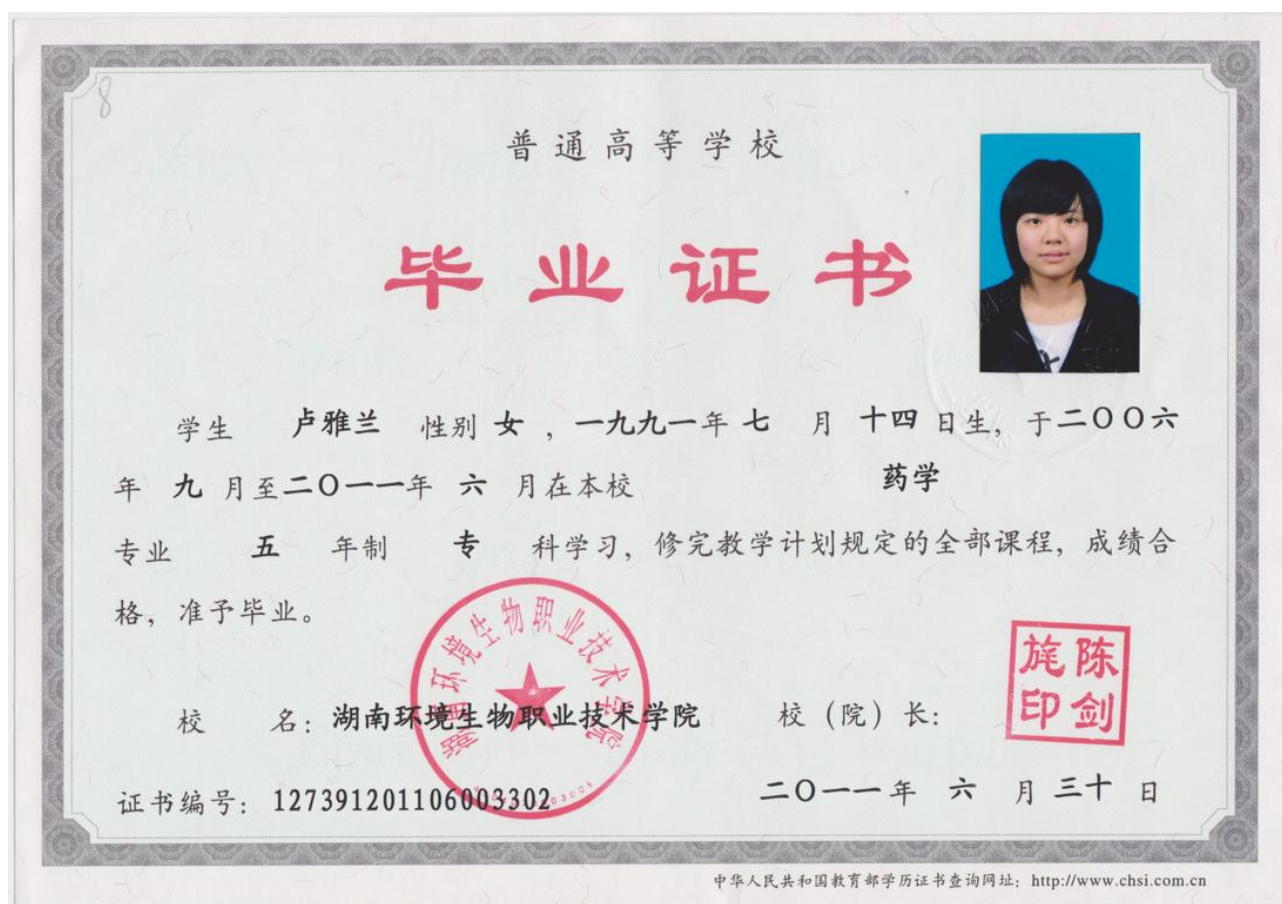 8
普通高等学校
毕业证书
学生 卢雅兰 性别 女 ，一九九一年 七 月 十四 日生，于二〇〇六
年 九 月至二〇一一年 六 月在本校 药学
专业 五 年制 专 科学习，修完教学计划规定的全部课程，成绩合
格，准予毕业。
湖南环境生物职业技术学院
陈剑旄印
校 名：湖南环境生物职业技术学院 校（院）长：
证书编号：127391201106003302 二〇一一年 六 月 三十 日
中华人民共和国教育部学历证书查询网址：http://www.chsi.com.cn